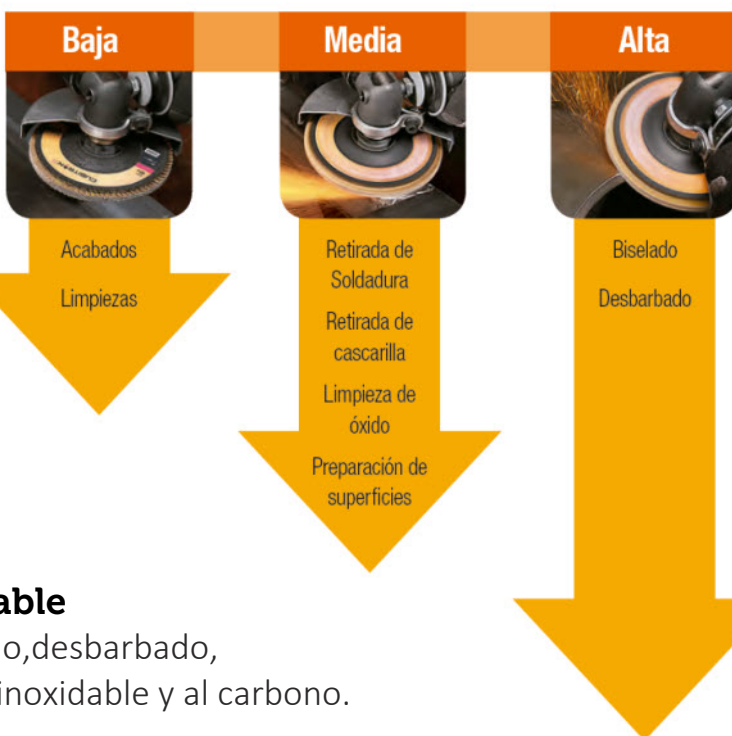 Baja
Media
Alta
Acabados
Limpiezas
Retirada de
Soldadura
Retirada de
cascarilla
Limpieza de
óxido
Preparación de
superficies
Biselado
Desbarbado
able
o,desbarbado,
inoxidable y al carbono.